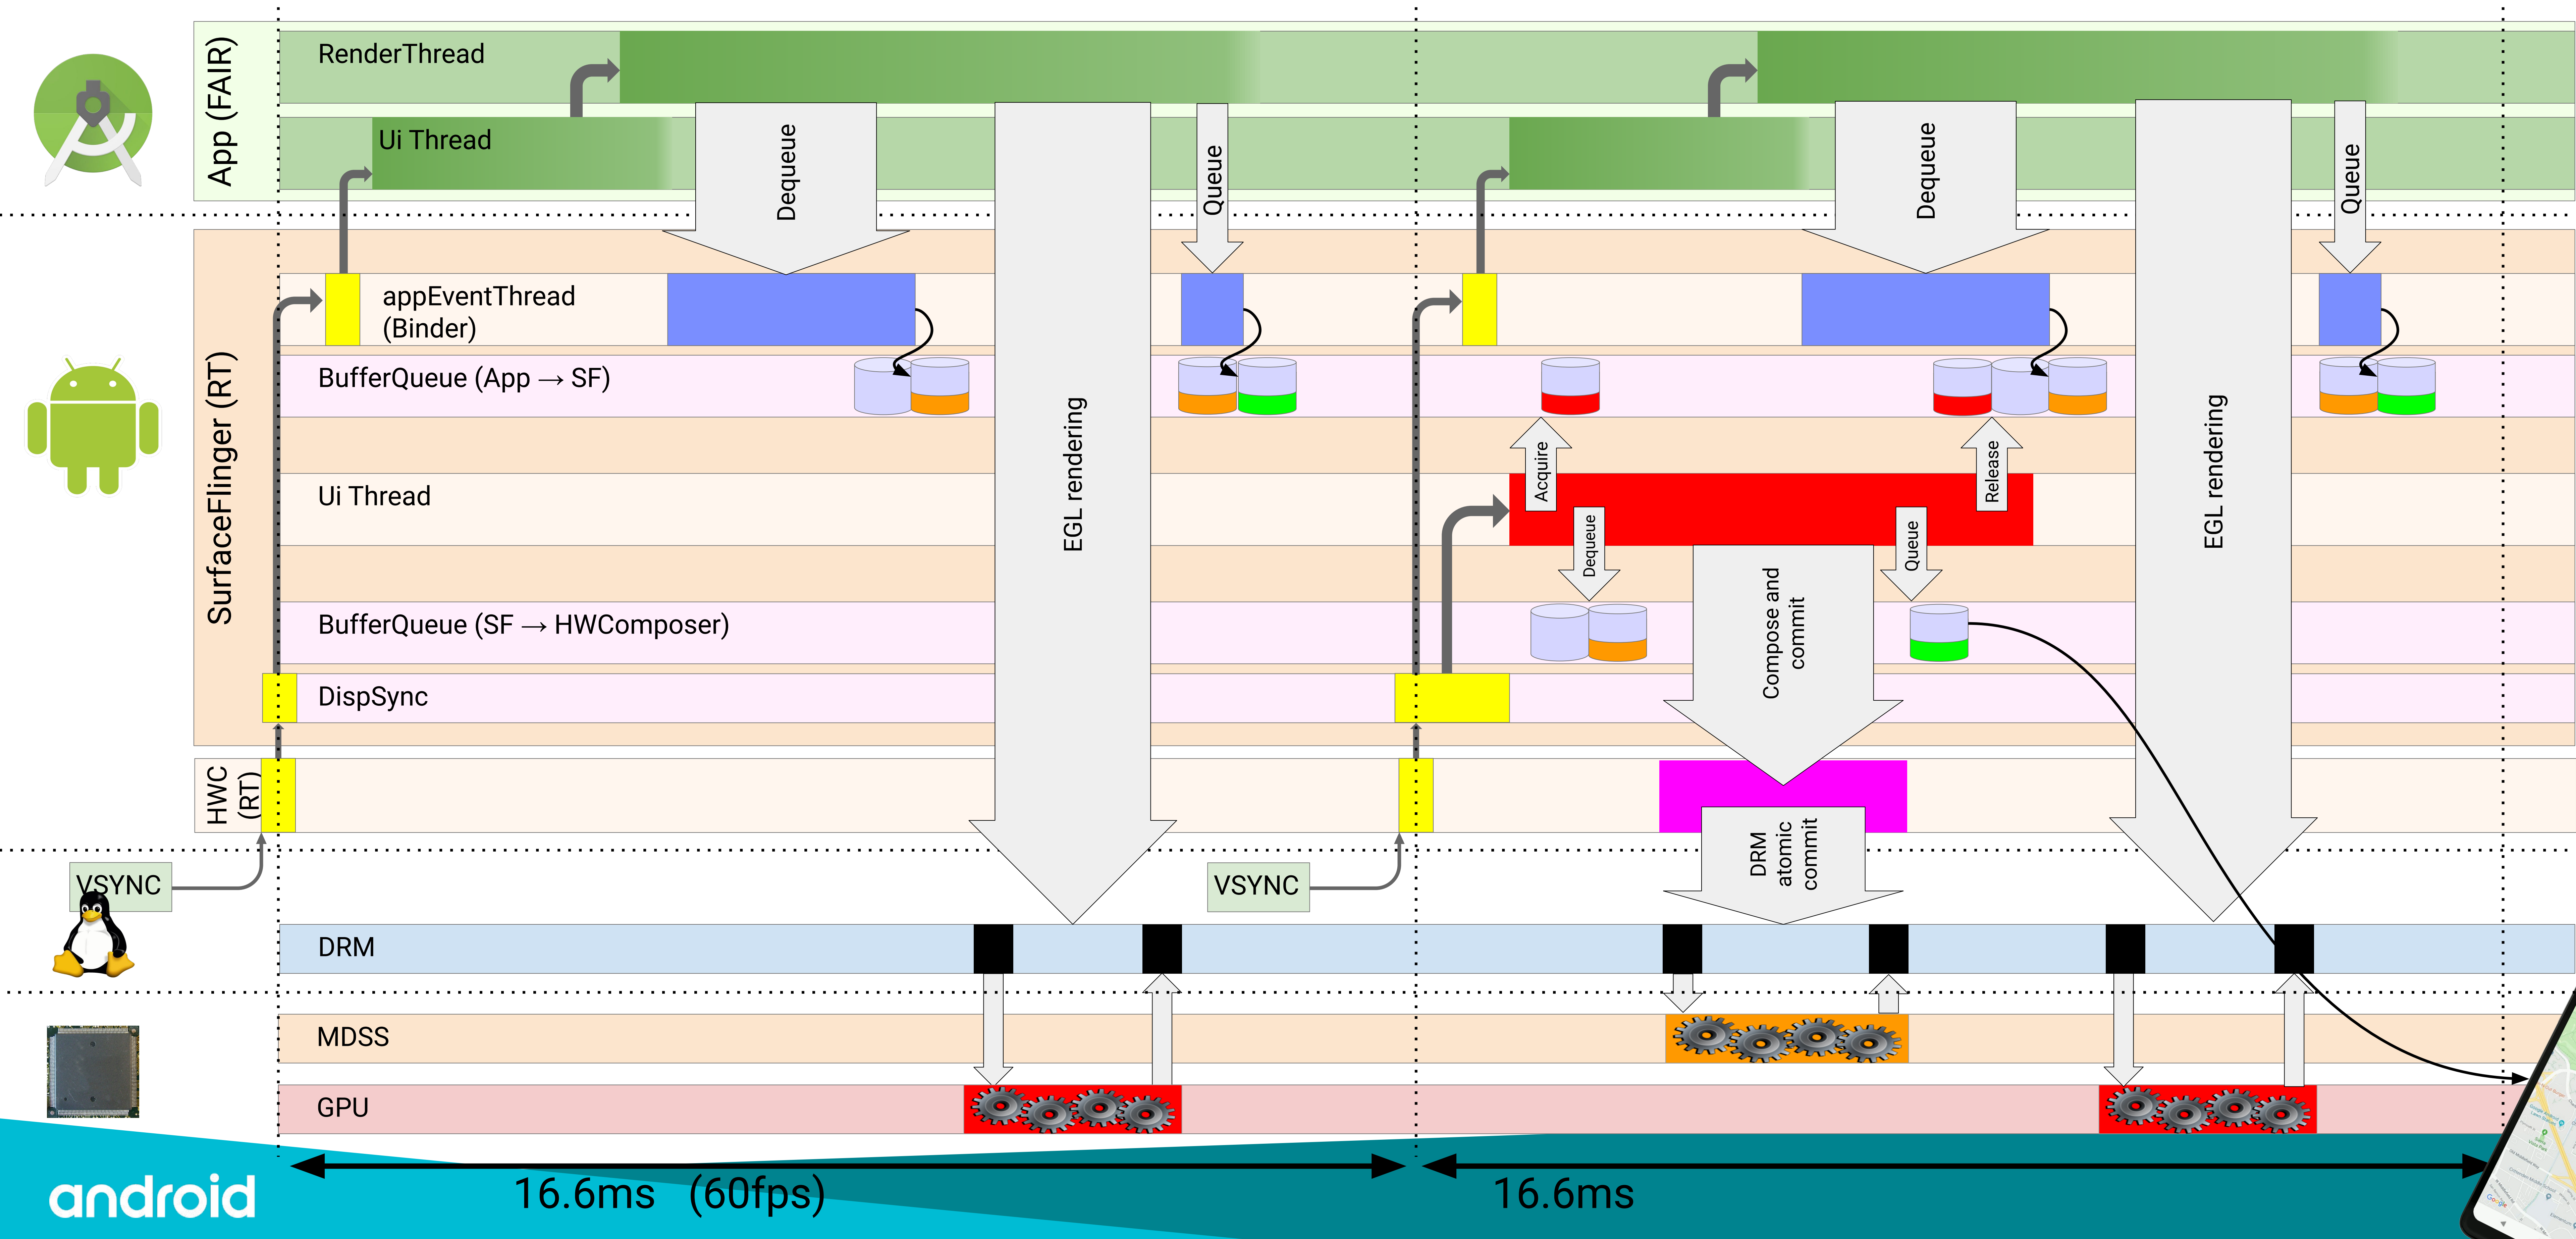 App (FAIR)
RenderThread
Ui Thread
Dequeue
Queue
Dequeue
Queue
SurfaceFlinger (RT)
appEventThread
(Binder)
BufferQueue (App → SF)
EGL rendering
EGL rendering
Acquire
Release
Ui Thread
Dequeue
Queue
BufferQueue (SF → HWComposer)
Compose and
commit
DispSync
HWC
(RT)
DRM
atomic
commit
VSYNC
VSYNC
DRM
MDSS
GPU
android
16.6ms (60fps)
16.6ms
Google